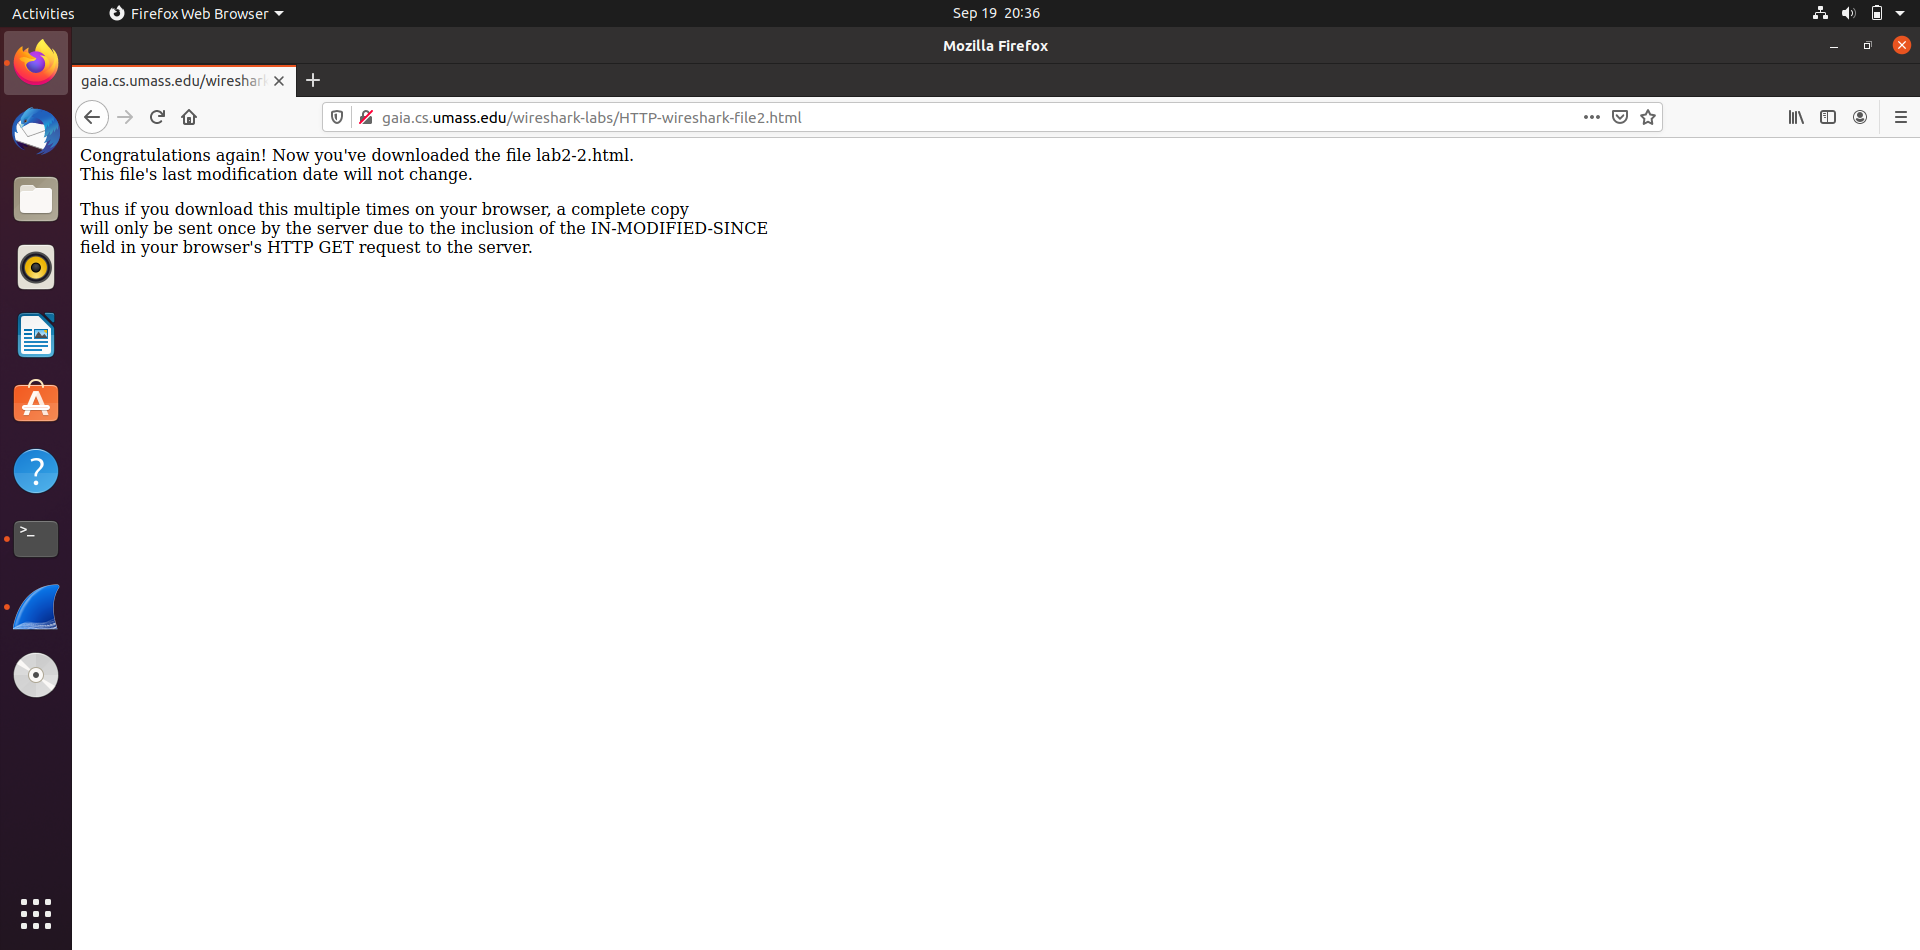 Activities
Firefox Web Browser
Sep 19 20:36
Mozilla Firefox
gaia.cs.umass.edu/wireshark
gaia.cs.umass.edu/wireshark-labs/HTTP-wireshark-file2.html
Congratulations again! Now you've downloaded the file lab2-2.html.
This file's last modification date will not change.
Thus if you download this multiple times on your browser, a complete copy
will only be sent once by the server due to the inclusion of the IN-MODIFIED-SINCE
field in your browser's HTTP GET request to the server.